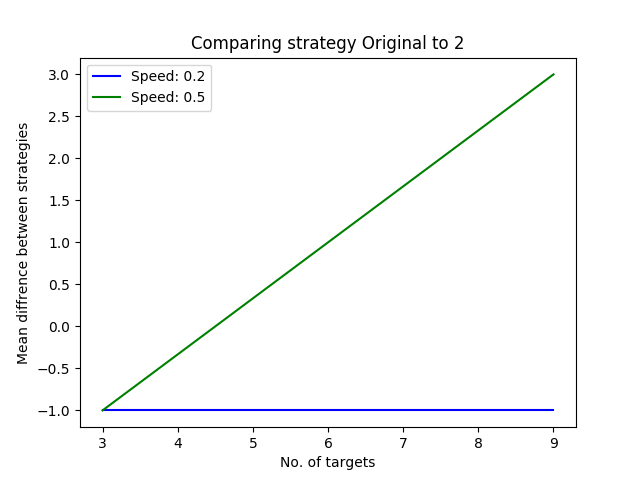 Comparing strategy Original to 2
Speed: 0.2
Speed: 0.5
Mean diffrence between strategies
3.0
2.5
2.0
1.5
1.0
0.5
0.0
−0.5
−1.0
3 4 5 6 7 8 9
No. of targets